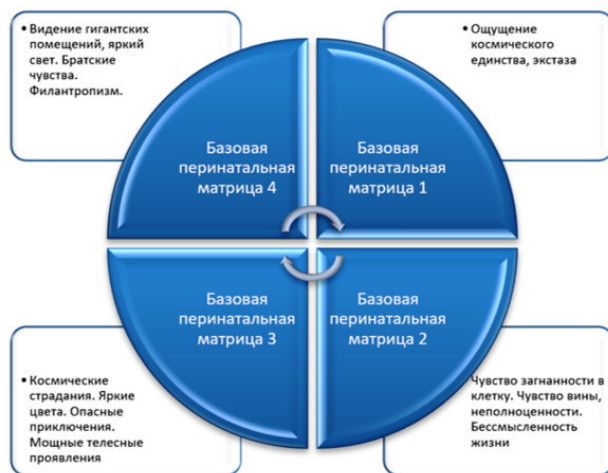 • Видение гигантских
помещений, яркий
свет. Братские
чувства.
Филантропизм.
• Ощущение
космического
единства, экстаза
Базовая
перинатальная
матрица 4
Базовая
перинатальная
матрица 1
Базовая
перинатальная
матрица 3
Базовая
перинатальная
матрица 2
• Космические
страдания. Яркие
цвета. Опасные
приключения.
Мощные телесные
проявления
Чувство загнанности в
клетку. Чувство вины,
неполноценности.
Бессмысленность
жизни